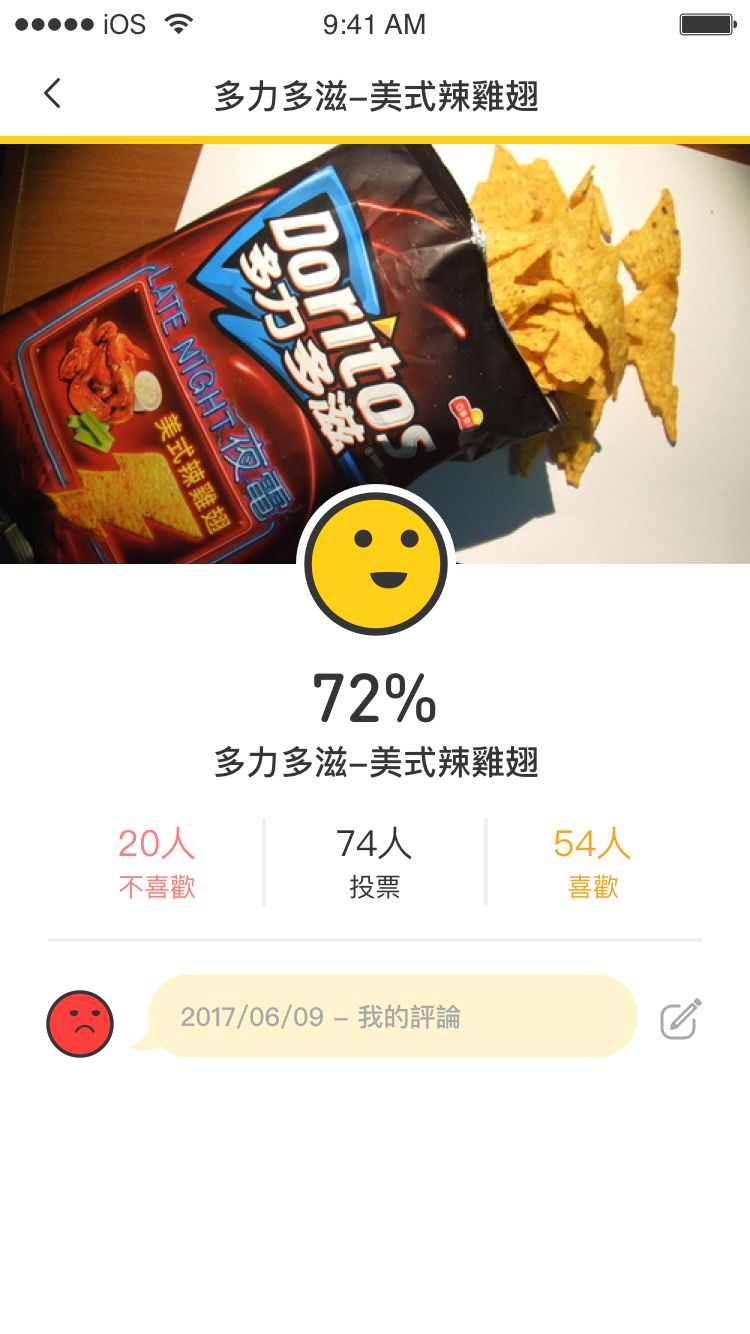 iOS 9:41 AM
多力多滋–美式辣雞翅
Doritos
多力多滋
LATE NIGHT 夜電
美式辣雞翅
72%
多力多滋–美式辣雞翅
20人 74人 54人
不喜歡 投票 喜歡
2017/06/09 – 我的評論